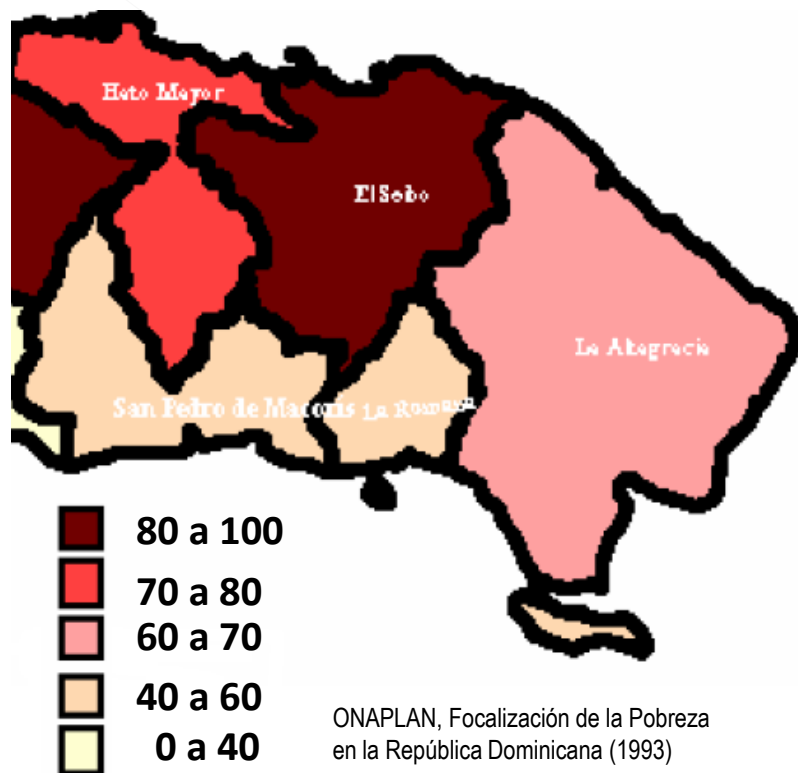 Hato Mayor
El Seibo
La Altagracia
San Pedro de Macoris
La Romana
80 a 100
70 a 80
60 a 70
40 a 60
0 a 40
ONAPLAN, Focalización de la Pobreza
en la República Dominicana (1993)